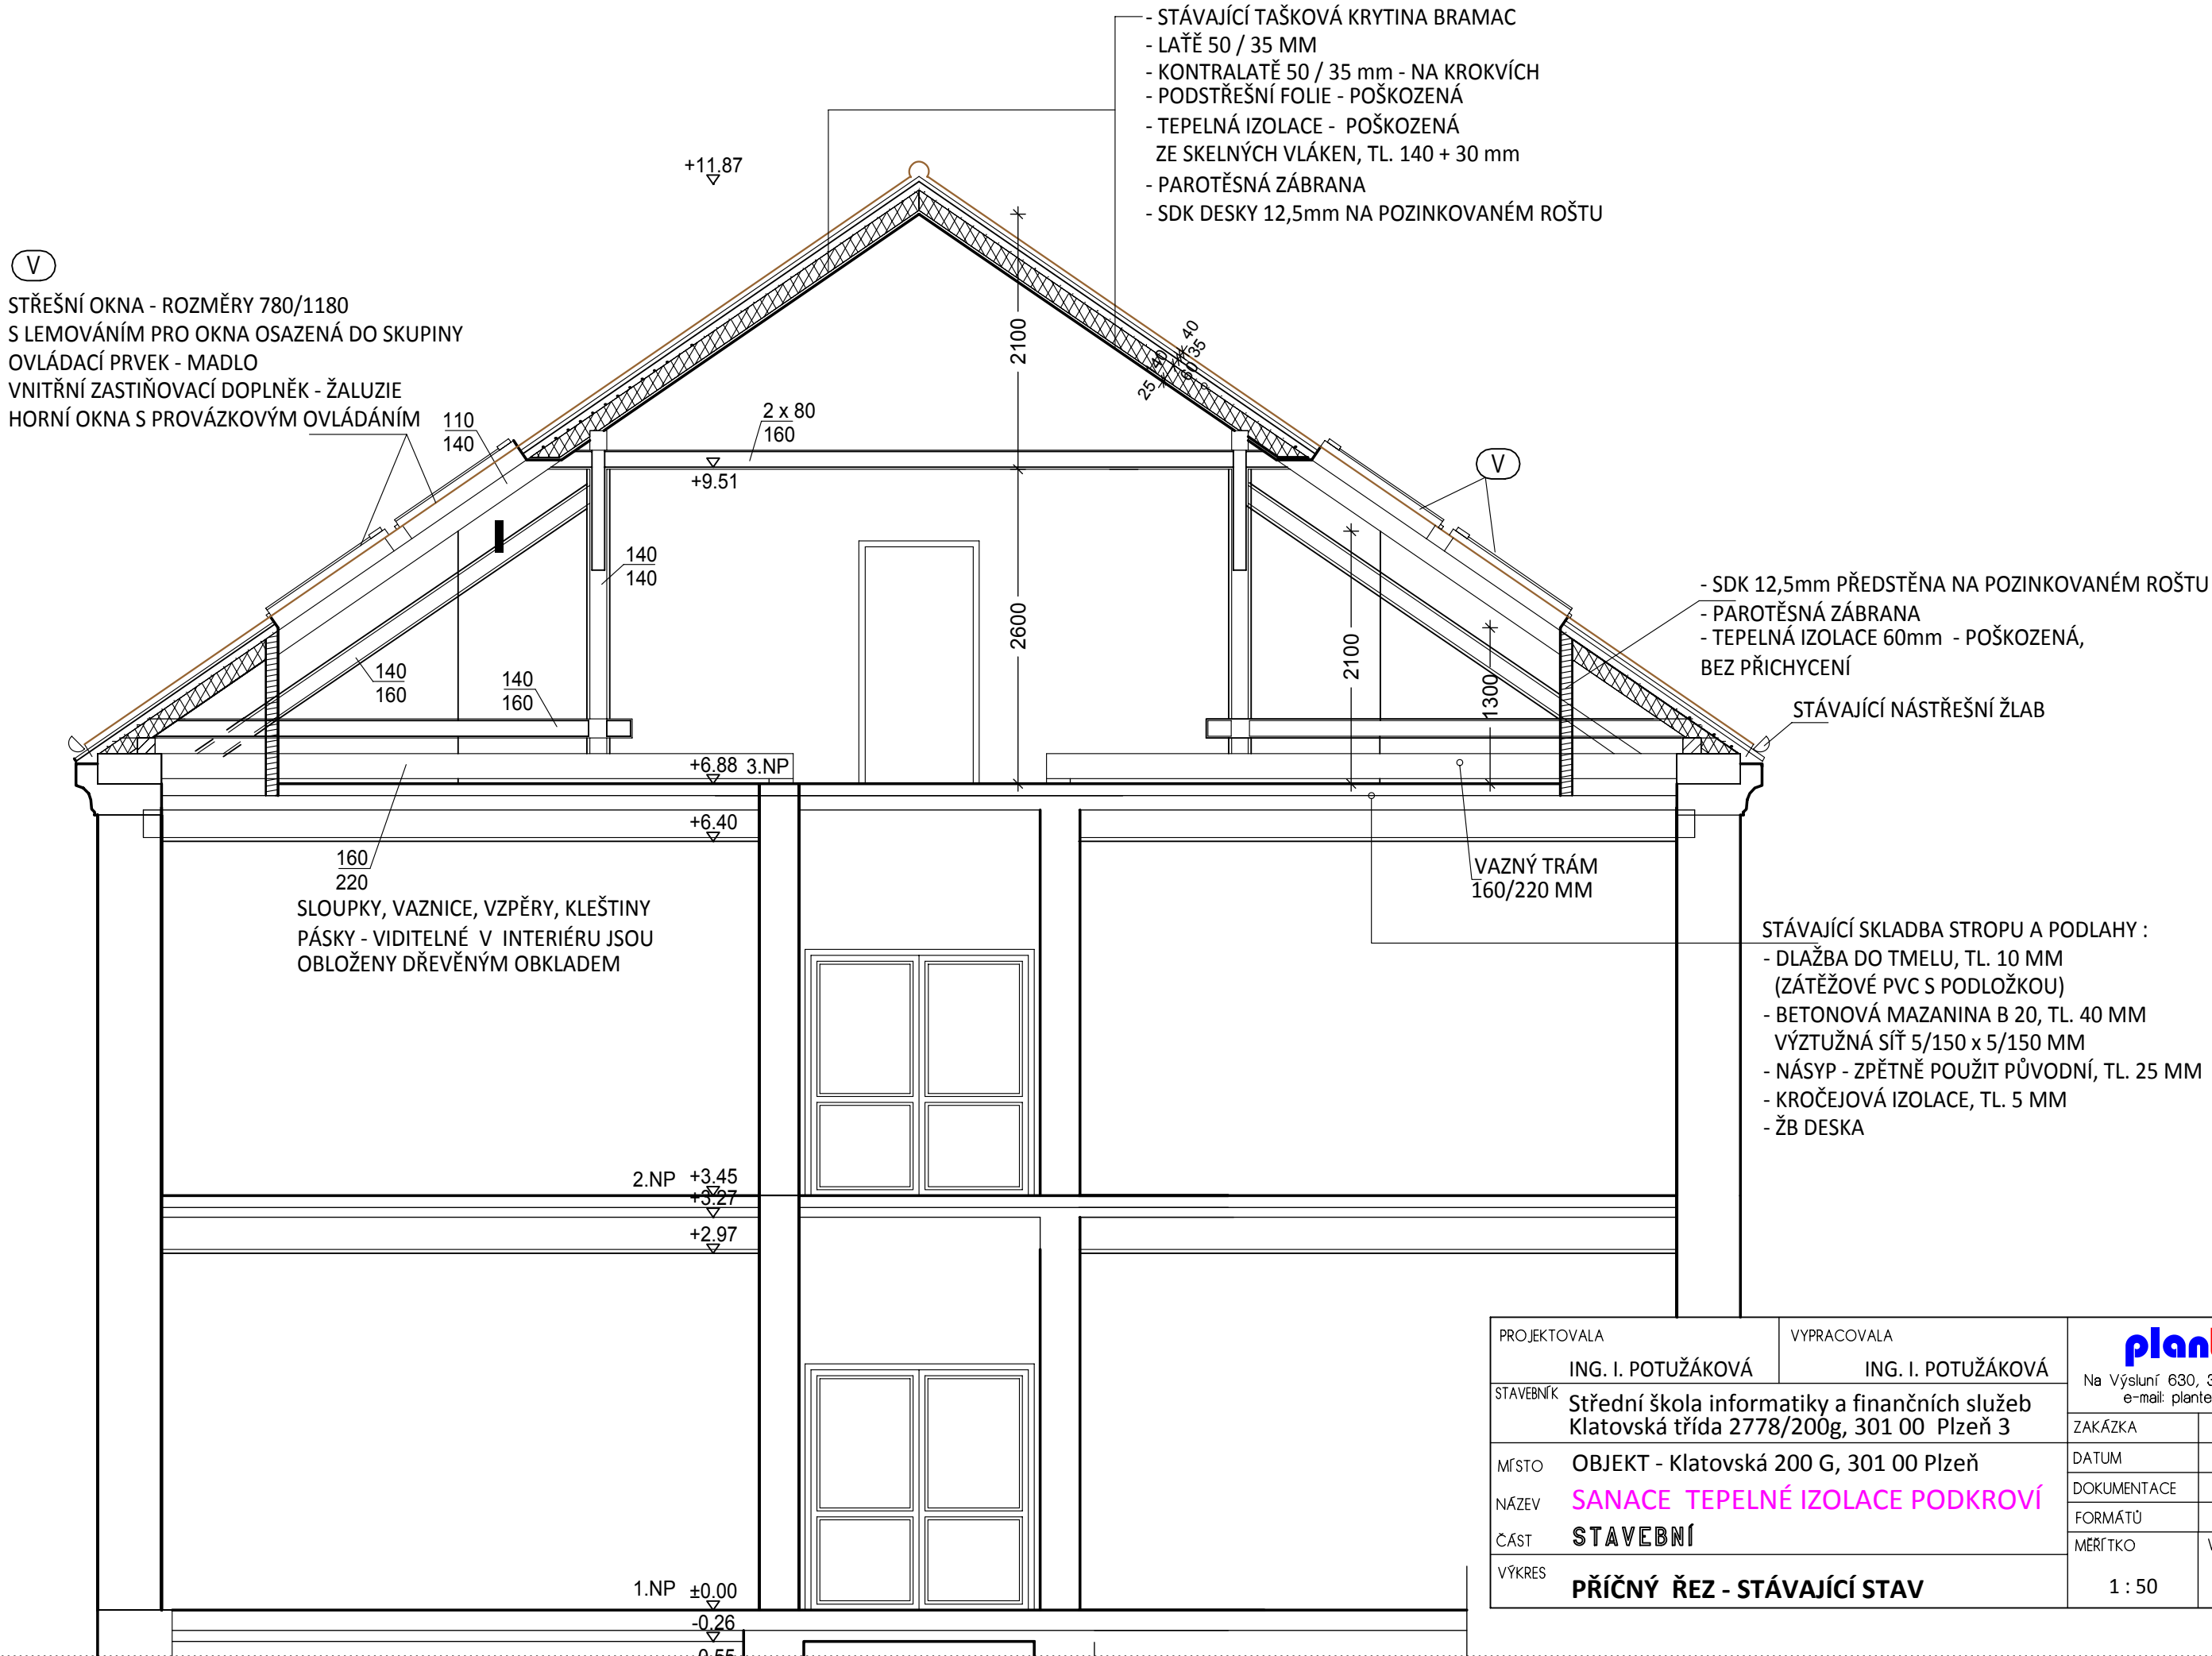 - STÁVAJÍCÍ TAŠKOVÁ KRYTINA BRAMAC
- LAŤĚ 50 / 35 MM
- KONTRALATĚ 50 / 35 mm - NA KROKVÍCH
- PODSTŘEŠNÍ FOLIE - POŠKOZENÁ
- TEPELNÁ IZOLACE - POŠKOZENÁ
ZE SKELNÝCH VLÁKEN, TL. 140 + 30 mm
- PAROTĚSNÁ ZÁBRANA
- SDK DESKY 12,5mm NA POZINKOVANÉM ROŠTU
+11.87
V
STŘEŠNÍ OKNA - ROZMĚRY 780/1180
S LEMOVÁNÍM PRO OKNA OSAZENÁ DO SKUPINY
OVLÁDACÍ PRVEK - MADLO
VNITŘNÍ ZASTIŇOVACÍ DOPLNĚK - ŽALUZIE
HORNÍ OKNA S PROVÁZKOVÝM OVLÁDÁNÍM
110
140
2 x 80
160
2100
25
40
60
35
+9.51
V
140
140
2600
2100
1300
140
160
140
160
- SDK 12,5mm PŘEDSTĚNA NA POZINKOVANÉM ROŠTU
- PAROTĚSNÁ ZÁBRANA
- TEPELNÁ IZOLACE 60mm - POŠKOZENÁ,
BEZ PŘICHYCENÍ
STÁVAJÍCÍ NÁSTŘEŠNÍ ŽLAB
+6.88 3.NP
+6.40
160
220
SLOUPKY, VAZNICE, VZPĚRY, KLEŠTINY
PÁSKY - VIDITELNÉ V INTERIÉRU JSOU
OBLOŽENY DŘEVĚNÝM OBKLADEM
VAZNÝ TRÁM
160/220 MM
STÁVAJÍCÍ SKLADBA STROPU A PODLAHY :
- DLAŽBA DO TMELU, TL. 10 MM
(ZÁTĚŽOVÉ PVC S PODLOŽKOU)
- BETONOVÁ MAZANINA B 20, TL. 40 MM
VÝZTUŽNÁ SÍŤ 5/150 x 5/150 MM
- NÁSYP - ZPĚTNĚ POUŽIT PŮVODNÍ, TL. 25 MM
- KROČEJOVÁ IZOLACE, TL. 5 MM
- ŽB DESKA
2.NP +3.45
+3.27
+2.97
1.NP ±0.00
-0.26
PROJEKTOVALA
ING. I. POTUŽÁKOVÁ
VYPRACOVALA
ING. I. POTUŽÁKOVÁ
plan
Na Výsluní 630, 3
e-mail: plante
STAVEBNÍK
Střední škola informatiky a finančních služeb
Klatovská třída 2778/200g, 301 00 Plzeň 3
MÍSTO OBJEKT - Klatovská 200 G, 301 00 Plzeň
NÁZEV SANACE TEPELNÉ IZOLACE PODKROVÍ
ČÁST STAVEBNÍ
VÝKRES
PŘÍČNÝ ŘEZ - STÁVAJÍCÍ STAV
ZAKÁZKA
DATUM
DOKUMENTACE
FORMÁTŮ
MĚŘÍTKO
1 : 50